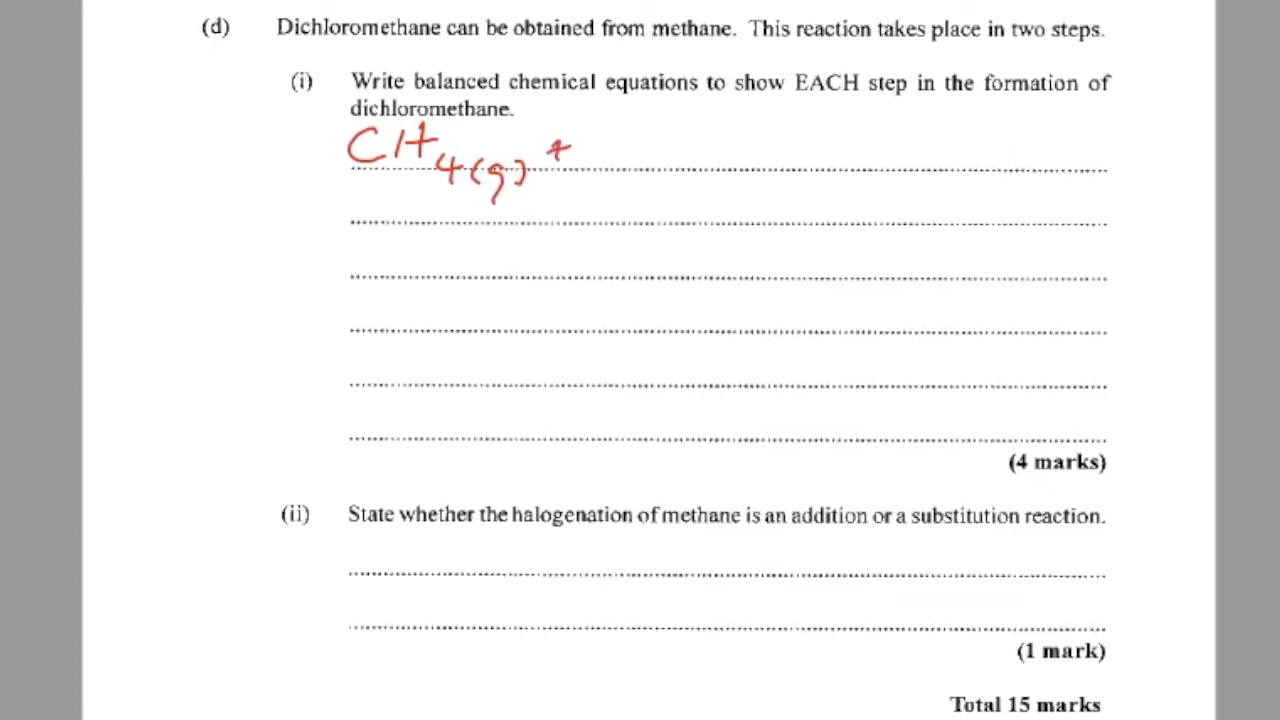 (d) Dichloromethane can be obtained from methane. This reaction takes place in two steps.
(i) Write balanced chemical equations to show EACH step in the formation of
dichloromethane.
CH4(g) +
(4 marks)
(ii) State whether the halogenation of methane is an addition or a substitution reaction.
(1 mark)
Total 15 marks